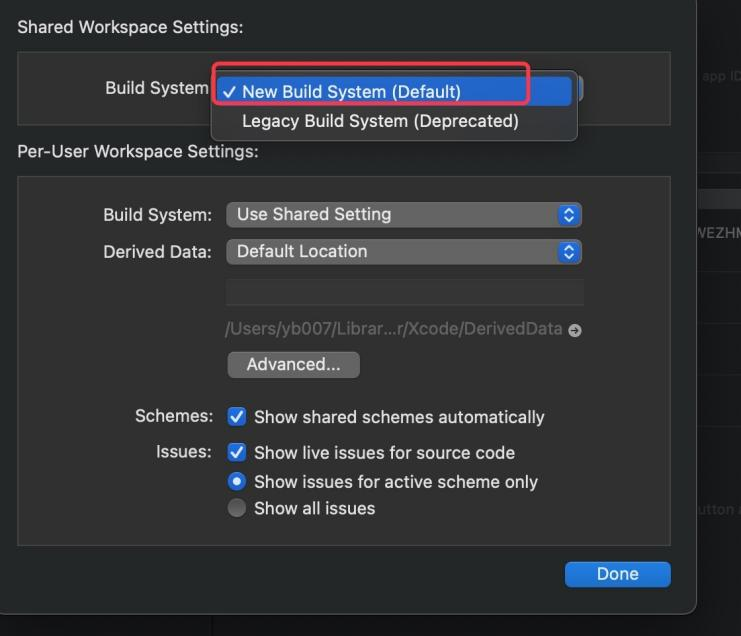 Shared Workspace Settings:
app ID
Build System
✓ New Build System (Default)
Legacy Build System (Deprecated)
Per-User Workspace Settings:
Build System: Use Shared Setting
WEZHM
Derived Data: Default Location
/Users/yb007/Librar...r/Xcode/DerivedData
Advanced...
Schemes: Show shared schemes automatically
Issues: Show live issues for source code
Show issues for active scheme only
Show all issues
Done